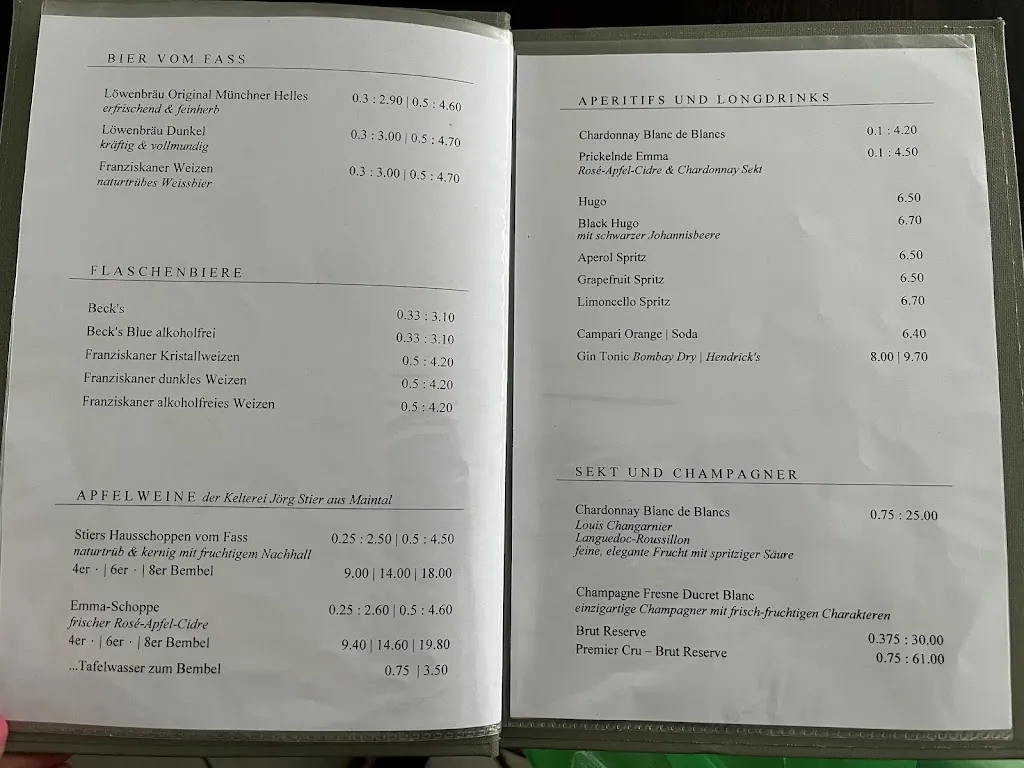 BIER VOM FASS
Löwenbräu Original Münchner Helles 0.3 : 2.90 | 0.5 : 4.60
erfrischend & feinherb
Löwenbräu Dunkel 0.3 : 3.00 | 0.5 : 4.70
kräftig & vollmundig
Franziskaner Weizen 0.3 : 3.00 | 0.5 : 4.70
naturtrübes Weissbier
FLASCHENBIERE
Beck's 0.33 : 3.10
Beck's Blue alkoholfrei 0.33 : 3.10
Franziskaner Kristallweizen 0.5 : 4.20
Franziskaner dunkles Weizen 0.5 : 4.20
Franziskaner alkoholfreies Weizen 0.5 : 4.20
APFELWEINE der Kelterei Jörg Stier aus Maintal
Stiers Hausschoppen vom Fass 0.25 : 2.50 | 0.5 : 4.50
naturtrüb & kernig mit fruchtigem Nachhall
4er · | 6er · | 8er Bembel 9.00 | 14.00 | 18.00
Emma-Schoppe 0.25 : 2.60 | 0.5 : 4.60
frischer Rosé-Apfel-Cidre
4er · | 6er · | 8er Bembel 9.40 | 14.60 | 19.80
...Tafelwasser zum Bembel 0.75 | 3.50
APERITIFS UND LONGDRINKS
Chardonnay Blanc de Blancs 0.1 : 4.20
Prickelnde Emma 0.1 : 4.50
Rosé-Apfel-Cidre & Chardonnay Sekt
Hugo 6.50
Black Hugo 6.70
mit schwarzer Johannisbeere
Aperol Spritz 6.50
Grapefruit Spritz 6.50
Limoncello Spritz 6.70
Campari Orange | Soda 6.40
Gin Tonic Bombay Dry | Hendrick's 8.00 | 9.70
SEKT UND CHAMPAGNER
Chardonnay Blanc de Blancs 0.75 : 25.00
Louis Changarnier
Languedoc-Roussillon
feine, elegante Frucht mit spritziger Säure
Champagne Fresne Ducret Blanc
einzigartige Champagner mit frisch-fruchtigen Charakteren
Brut Reserve 0.375 : 30.00
Premier Cru – Brut Reserve 0.75 : 61.00